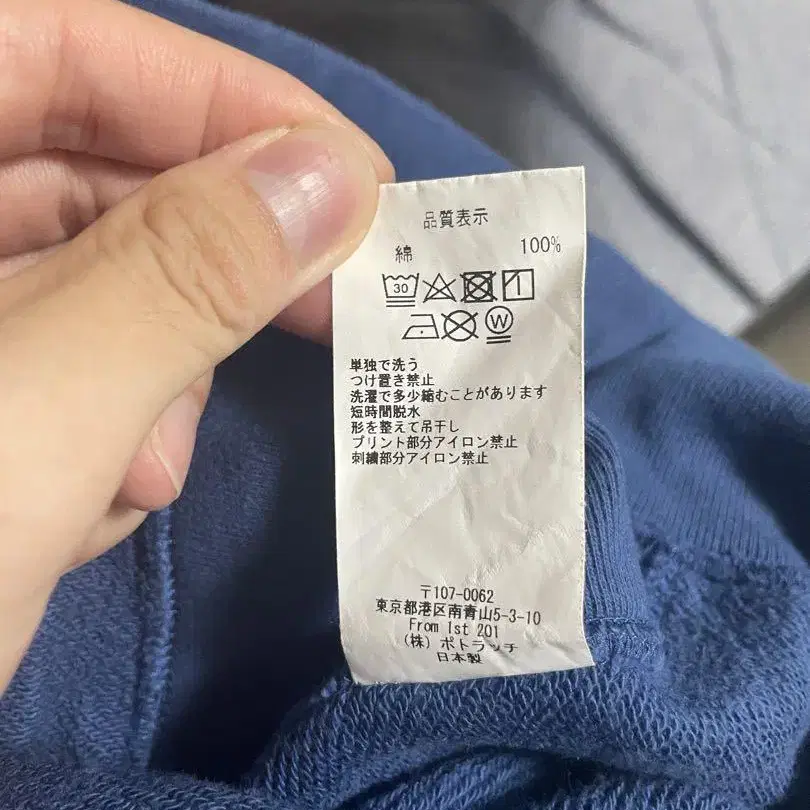 品質表示
綿 100%
30
W
単独で洗う
つけ置き禁止
洗濯で多少縮むことがあります
短時間脱水
形を整えて吊干し
プリント部分アイロン禁止
刺繍部分アイロン禁止
〒107-0062
東京都港区南青山5-3-10
From 1st 201
(株) ポトラッチ
日本製